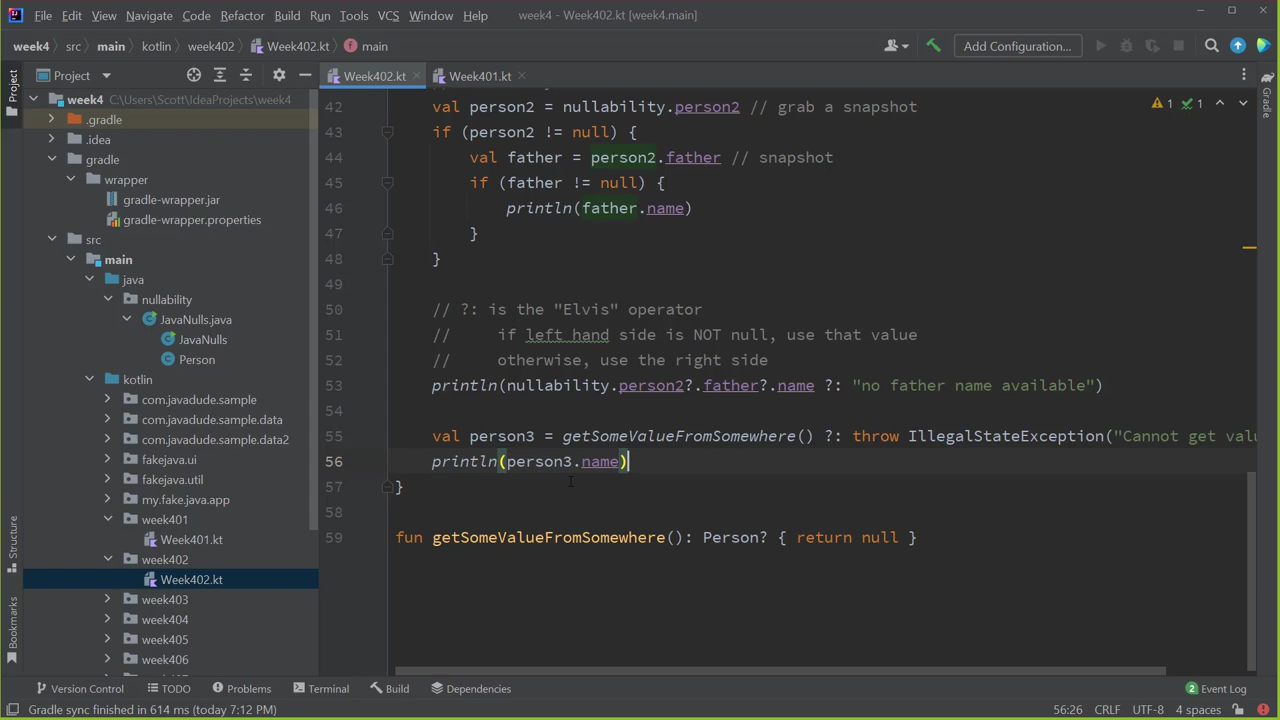 File Edit View Navigate Code Refactor Build Run Tools VCS Window Help week4 - Week402.kt [week4.main]
week4 src main kotlin week402 Week402.kt main Add Configuration...
Project Week402.kt Week401.kt
Project
week4 C:\Users\Scott\IdeaProjects\week4
.gradle
.idea
gradle
wrapper
gradle-wrapper.jar
gradle-wrapper.properties
src
main
java
nullability
JavaNulls.java
JavaNulls
Person
kotlin
com.javadude.sample
com.javadude.sample.data
com.javadude.sample.data2
fakejava.ui
fakejava.util
my.fake.java.app
week401
Week401.kt
week402
Week402.kt
week403
week404
week405
week406
Structure
Bookmarks
42 val person2 = nullability.person2 // grab a snapshot
43 if (person2 != null) {
44 val father = person2.father // snapshot
45 if (father != null) {
46 println(father.name)
47 }
48 }
49
50 // ?: is the "Elvis" operator
51 // if left hand side is NOT null, use that value
52 // otherwise, use the right side
53 println(nullability.person2?.father?.name ?: "no father name available")
54
55 val person3 = getSomeValueFromSomewhere() ?: throw IllegalStateException("Cannot get valu
56 println(person3.name)
57 }
58
59 fun getSomeValueFromSomewhere(): Person? { return null }
1 1
Gradle
Version Control TODO Problems Terminal Build Dependencies 2 Event Log
Gradle sync finished in 614 ms (today 7:12 PM) 56:26 CRLF UTF-8 4 spaces